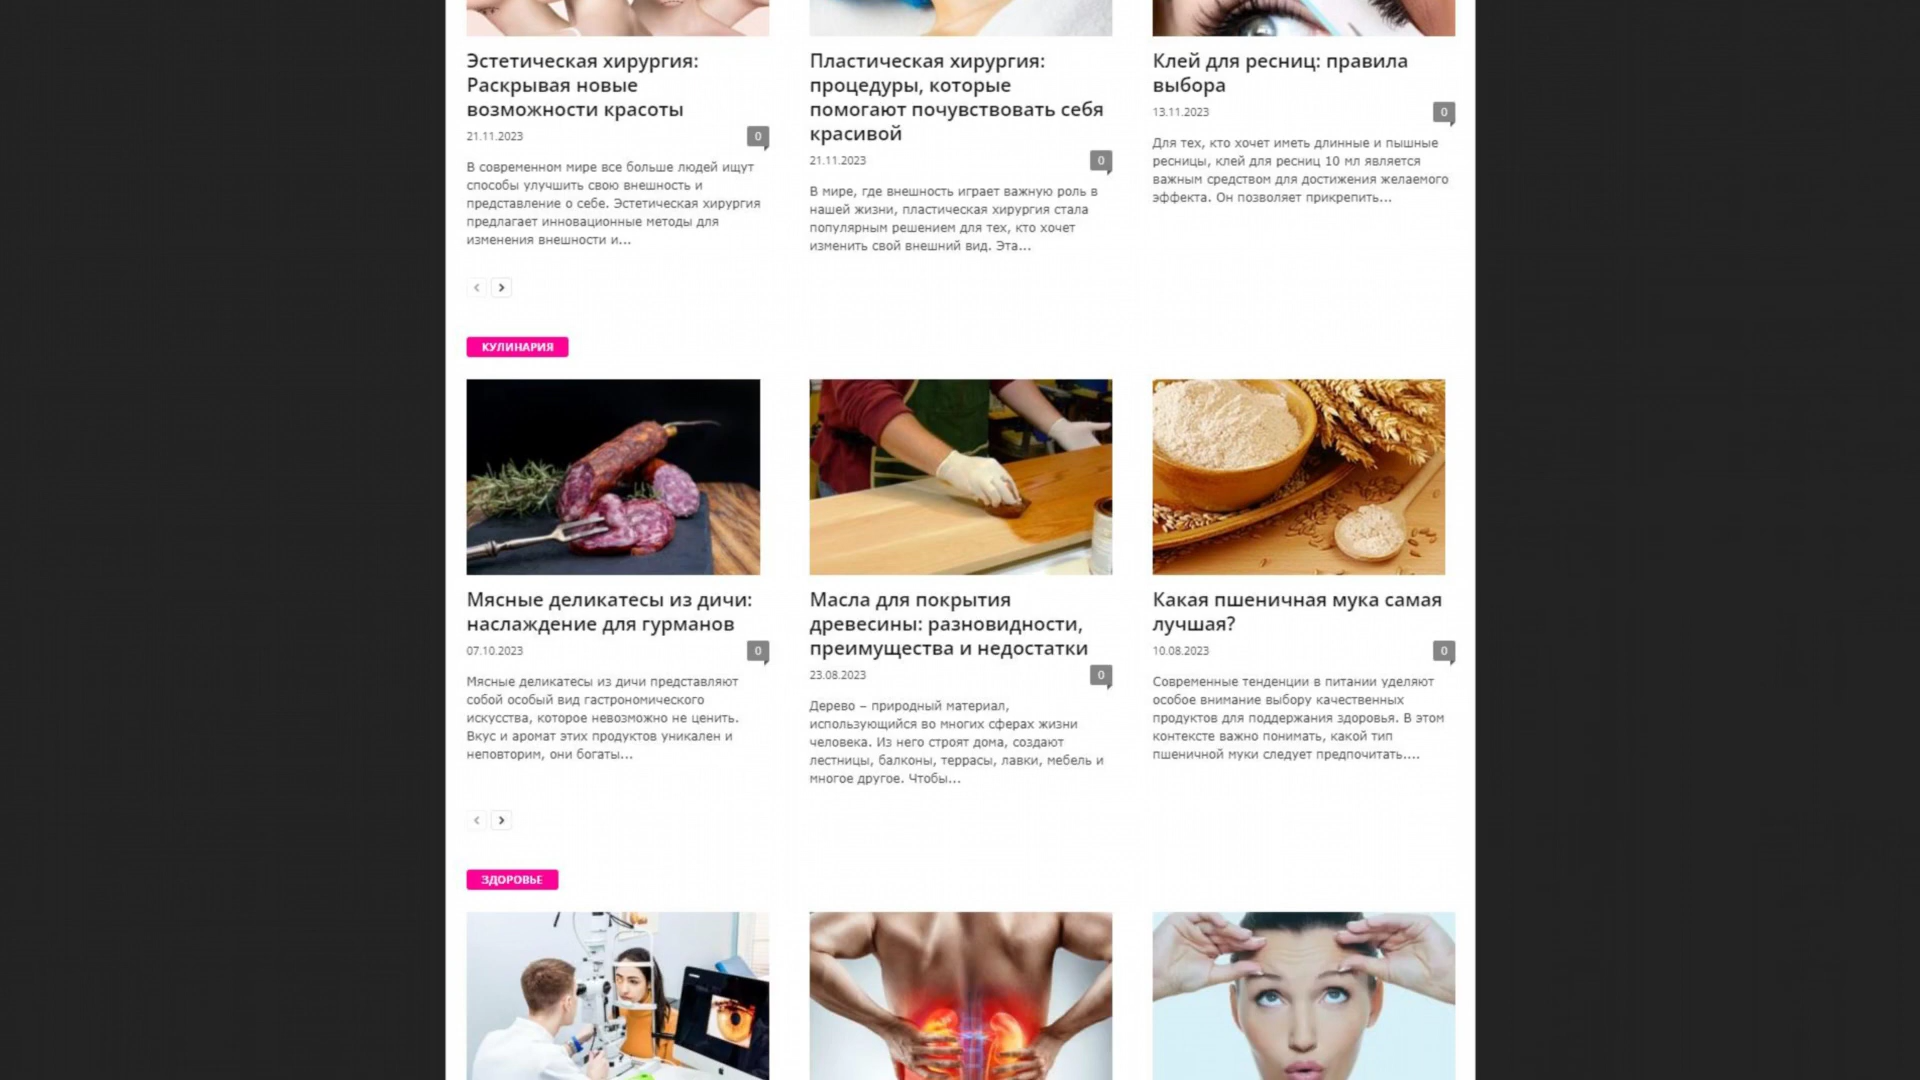 Эстетическая хирургия:
Раскрывая новые
возможности красоты
21.11.2023
0
В современном мире все больше людей ищут
способы улучшить свою внешность и
представление о себе. Эстетическая хирургия
предлагает инновационные методы для
изменения внешности и...
Пластическая хирургия:
процедуры, которые
помогают почувствовать себя
красивой
21.11.2023
0
В мире, где внешность играет важную роль в
нашей жизни, пластическая хирургия стала
популярным решением для тех, кто хочет
изменить свой внешний вид. Эта...
Клей для ресниц: правила
выбора
13.11.2023
0
Для тех, кто хочет иметь длинные и пышные
ресницы, клей для ресниц 10 мл является
важным средством для достижения желаемого
эффекта. Он позволяет прикрепить...
КУЛИНАРИЯ
Мясные деликатесы из дичи:
наслаждение для гурманов
07.10.2023
0
Мясные деликатесы из дичи представляют
собой особый вид гастрономического
искусства, которое невозможно не ценить.
Вкус и аромат этих продуктов уникален и
неповторим, они богаты...
Масла для покрытия
древесины: разновидности,
преимущества и недостатки
23.08.2023
0
Дерево – природный материал,
использующийся во многих сферах жизни
человека. Из него строят дома, создают
лестницы, балконы, террасы, лавки, мебель и
многое другое. Чтобы...
Какая пшеничная мука самая
лучшая?
10.08.2023
0
Современные тенденции в питании уделяют
особое внимание выбору качественных
продуктов для поддержания здоровья. В этом
контексте важно понимать, какой тип
пшеничной муки следует предпочитать....
ЗДОРОВЬЕ